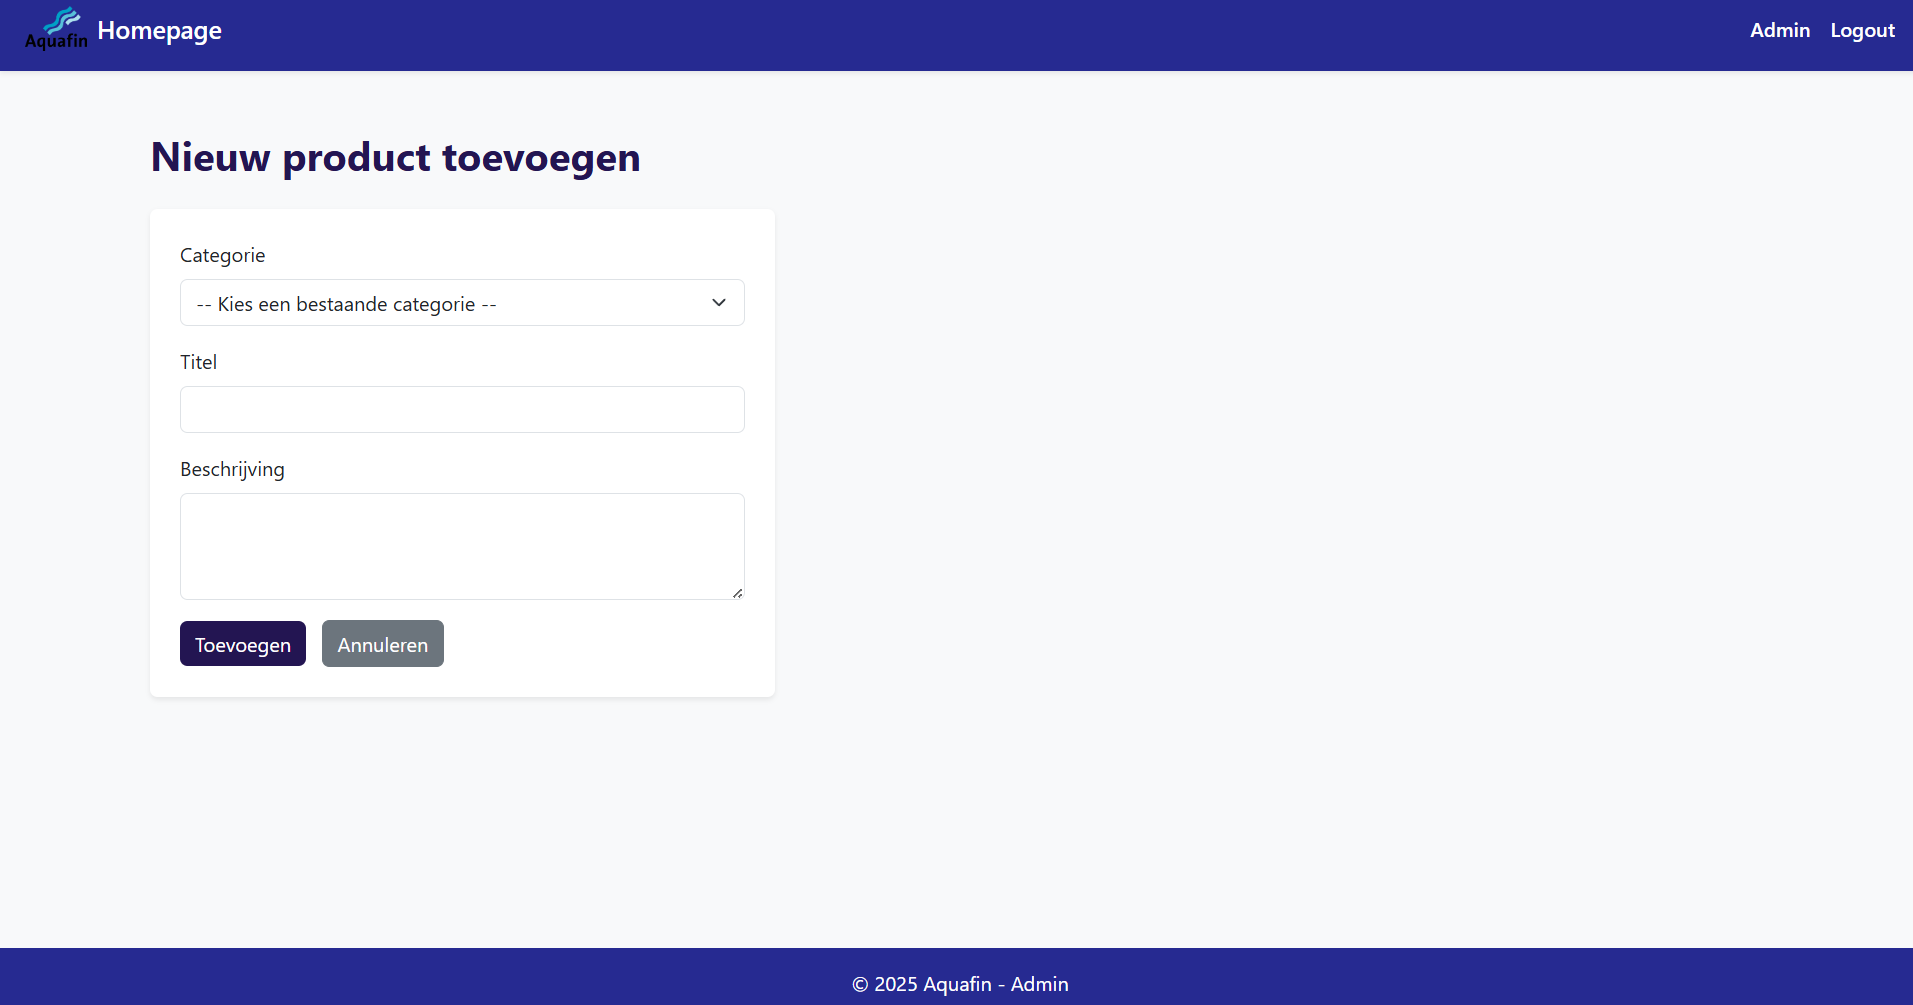 Aquafin Homepage Admin Logout
Nieuw product toevoegen
Categorie
-- Kies een bestaande categorie --
Titel
Beschrijving
Toevoegen Annuleren
© 2025 Aquafin - Admin